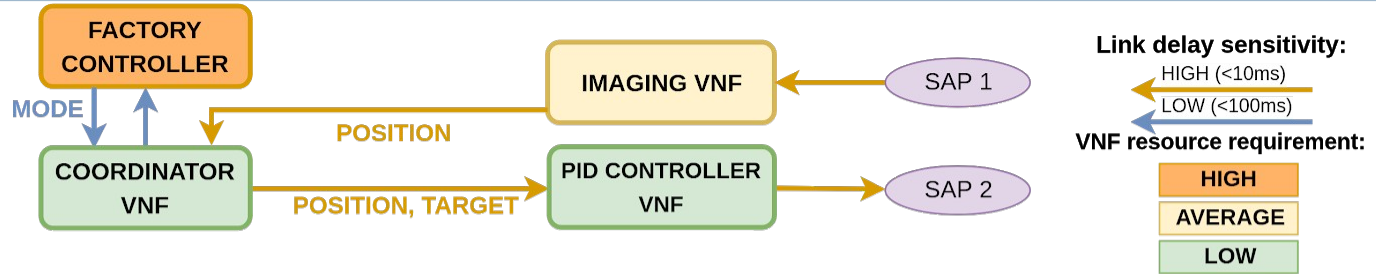 FACTORY
CONTROLLER
MODE
COORDINATOR
VNF
POSITION
POSITION, TARGET
IMAGING VNF
PID CONTROLLER
VNF
SAP 1
SAP 2
Link delay sensitivity:
HIGH (<10ms)
LOW (<100ms)
VNF resource requirement:
HIGH
AVERAGE
LOW